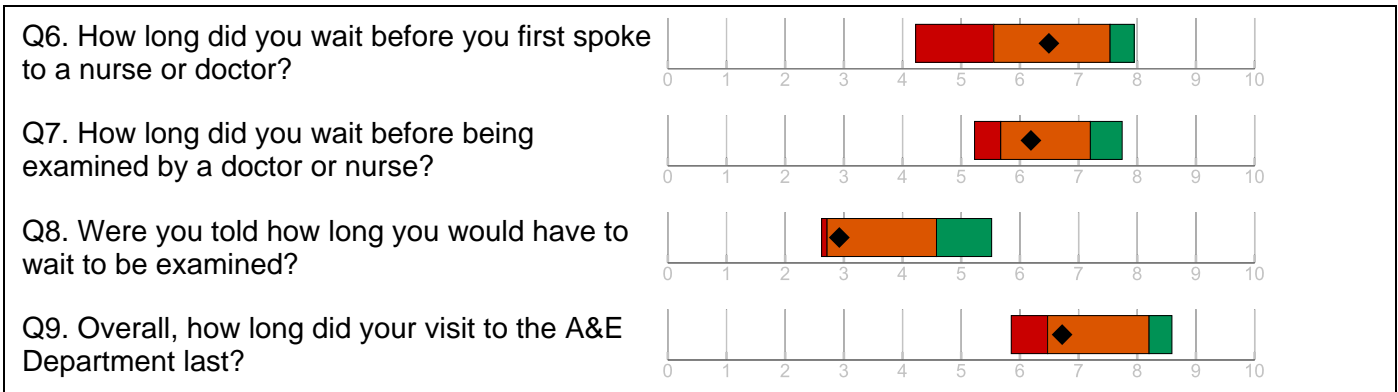 Q6. How long did you wait before you first spoke
to a nurse or doctor?
0 1 2 3 4 5 6 7 8 9 10
Q7. How long did you wait before being
examined by a doctor or nurse?
0 1 2 3 4 5 6 7 8 9 10
Q8. Were you told how long you would have to
wait to be examined?
0 1 2 3 4 5 6 7 8 9 10
Q9. Overall, how long did your visit to the A&E
Department last?
0 1 2 3 4 5 6 7 8 9 10